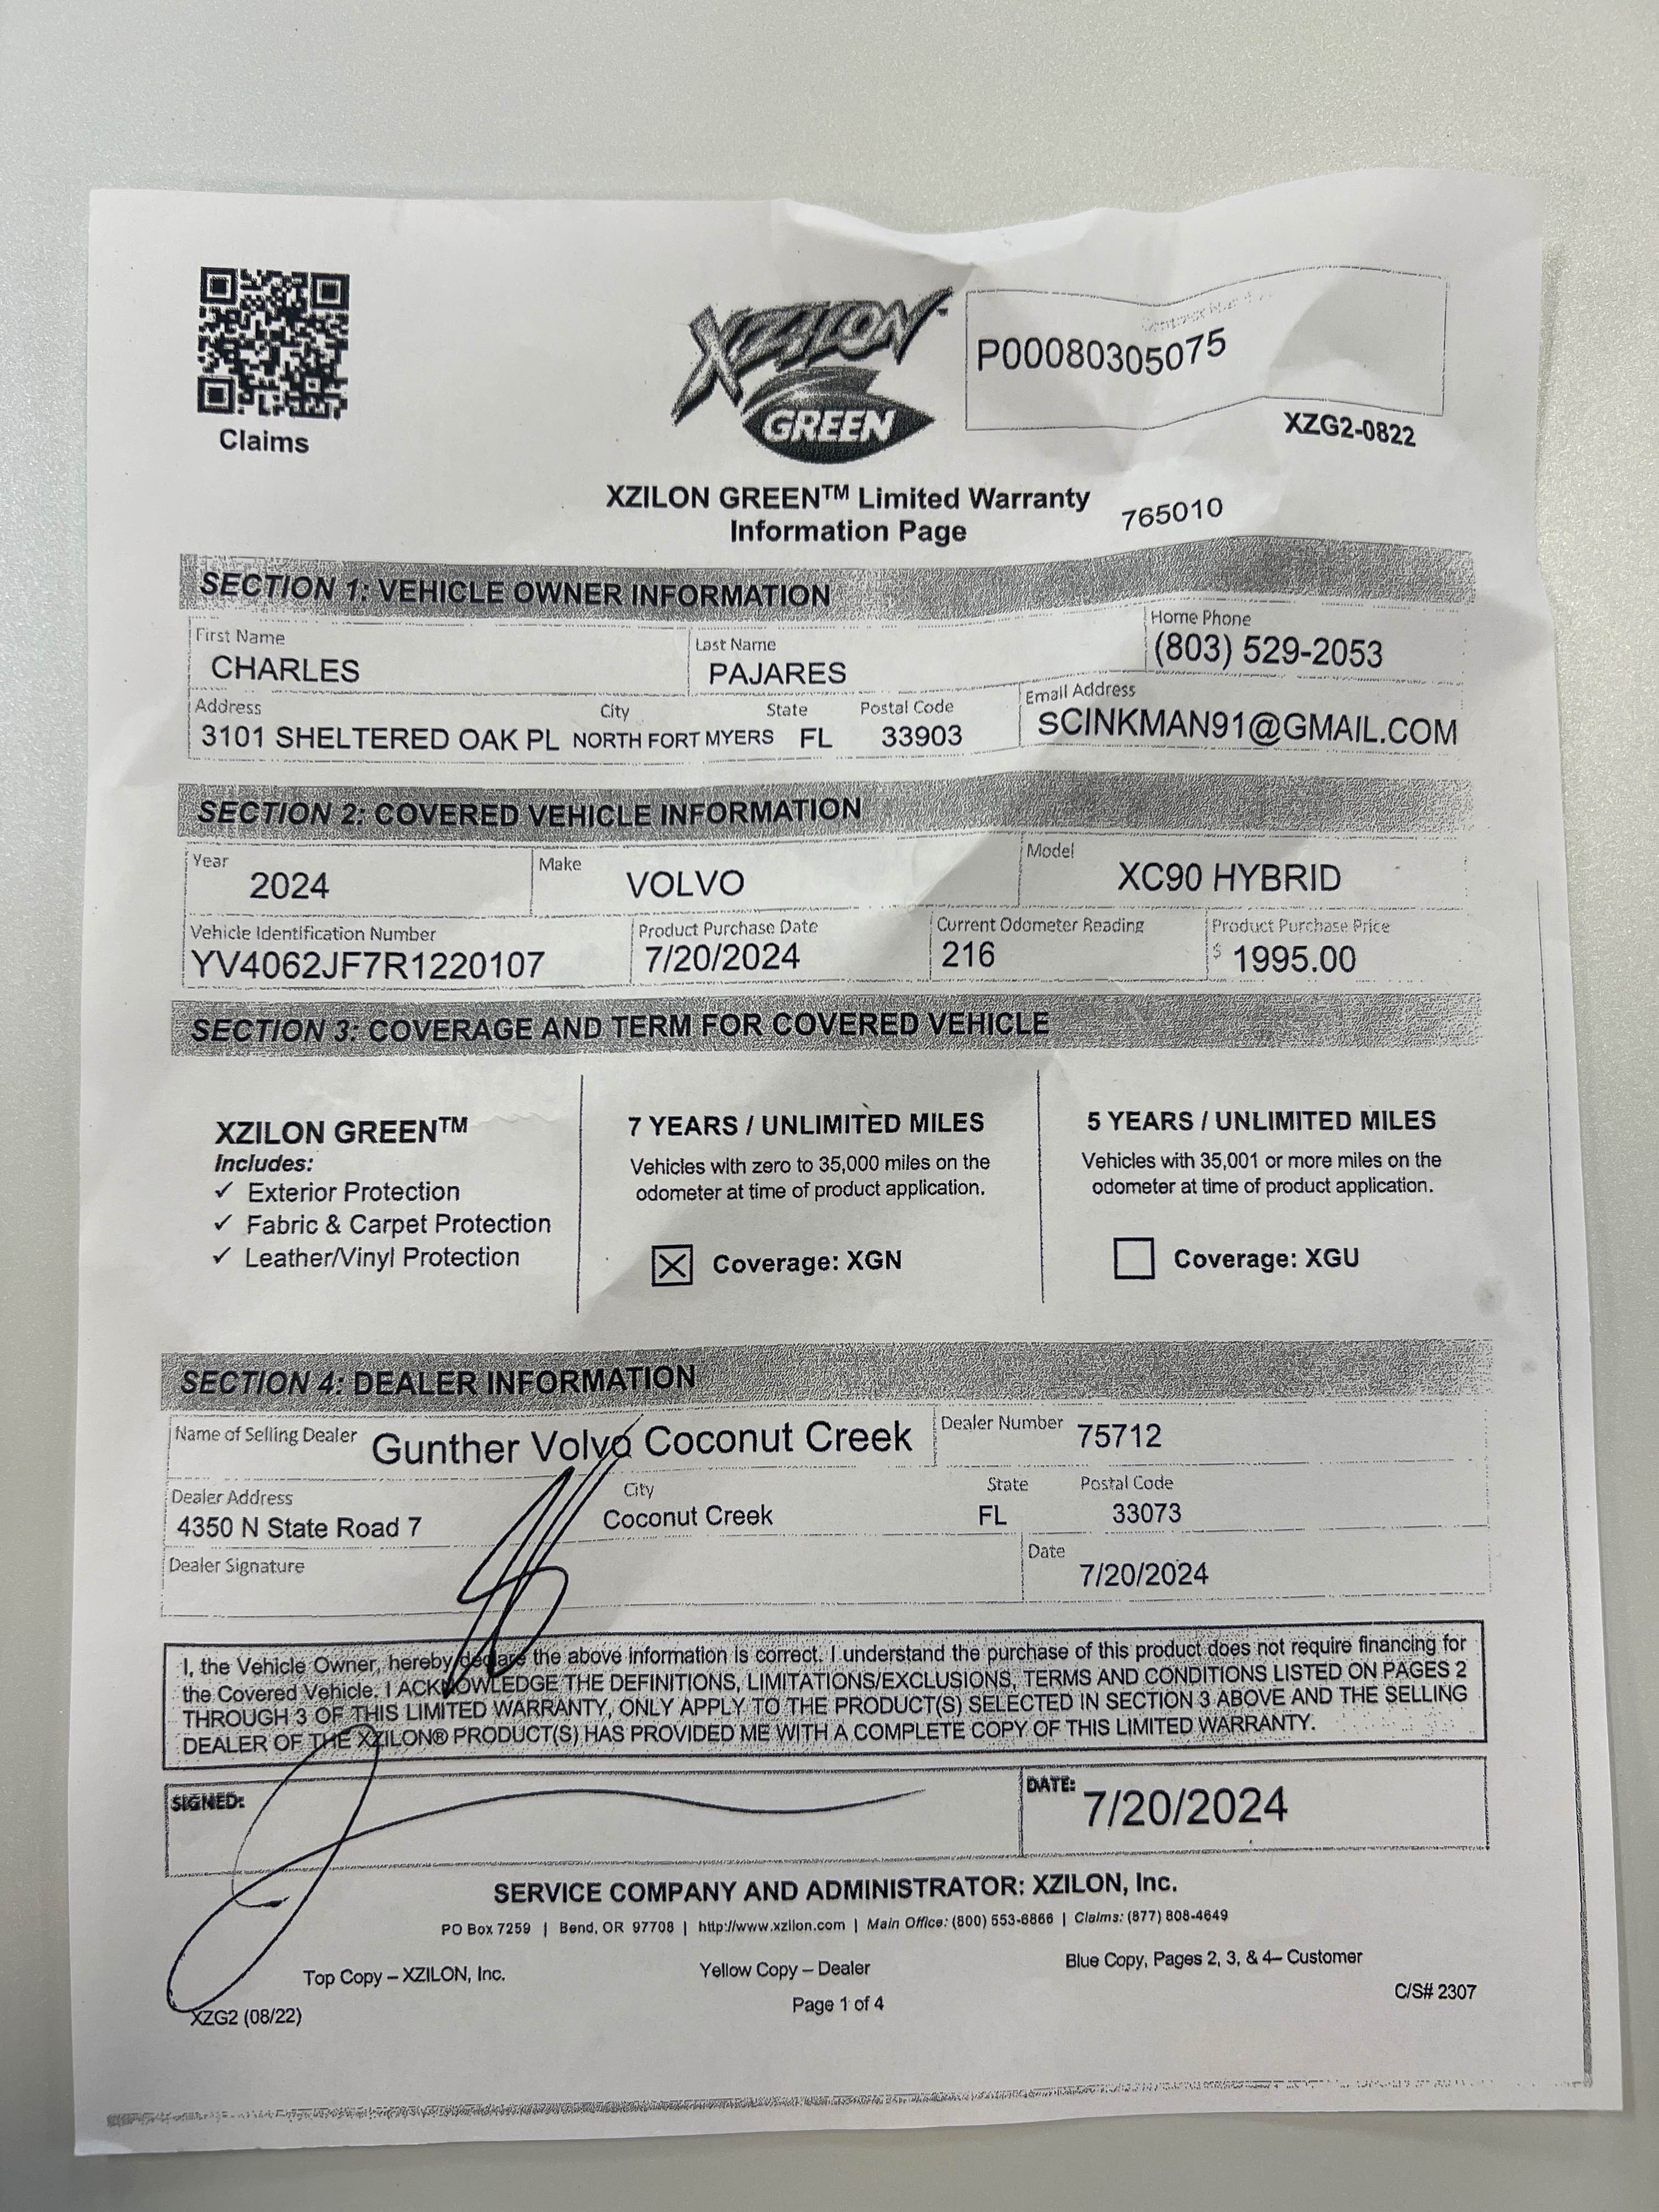 Claims
XZILON
GREEN
P00080305075
XZG2-0822
XZILON GREEN™ Limited Warranty
Information Page
765010
SECTION 1: VEHICLE OWNER INFORMATION
First Name
CHARLES
Last Name
PAJARES
Home Phone
(803) 529-2053
Address
3101 SHELTERED OAK PL
City
NORTH FORT MYERS
State
FL
Postal Code
33903
Email Address
SCINKMAN91@GMAIL.COM
SECTION 2: COVERED VEHICLE INFORMATION
Year
2024
Make
VOLVO
Model
XC90 HYBRID
Vehicle Identification Number
YV4062JF7R1220107
Product Purchase Date
7/20/2024
Current Odometer Reading
216
Product Purchase Price
$ 1995.00
SECTION 3: COVERAGE AND TERM FOR COVERED VEHICLE
XZILON GREEN™
Includes:
✓ Exterior Protection
✓ Fabric & Carpet Protection
✓ Leather/Vinyl Protection
7 YEARS / UNLIMITED MILES
Vehicles with zero to 35,000 miles on the
odometer at time of product application.
☒ Coverage: XGN
5 YEARS / UNLIMITED MILES
Vehicles with 35,001 or more miles on the
odometer at time of product application.
☐ Coverage: XGU
SECTION 4: DEALER INFORMATION
Name of Selling Dealer
Gunther Volvo Coconut Creek
Dealer Number
75712
Dealer Address
4350 N State Road 7
City
Coconut Creek
State
FL
Postal Code
33073
Dealer Signature
Date
7/20/2024
I, the Vehicle Owner, hereby declare the above information is correct. I understand the purchase of this product does not require financing for
the Covered Vehicle. I ACKNOWLEDGE THE DEFINITIONS, LIMITATIONS/EXCLUSIONS, TERMS AND CONDITIONS LISTED ON PAGES 2
THROUGH 3 OF THIS LIMITED WARRANTY, ONLY APPLY TO THE PRODUCT(S) SELECTED IN SECTION 3 ABOVE AND THE SELLING
DEALER OF THE XZILON® PRODUCT(S) HAS PROVIDED ME WITH A COMPLETE COPY OF THIS LIMITED WARRANTY.
SIGNED:
DATE:
7/20/2024
SERVICE COMPANY AND ADMINISTRATOR: XZILON, Inc.
PO Box 7259 | Bend, OR 97708 | http://www.xzilon.com | Main Office: (800) 553-6866 | Claims: (877) 808-4649
Top Copy – XZILON, Inc.
Yellow Copy – Dealer
Blue Copy, Pages 2, 3, & 4– Customer
XZG2 (08/22)
Page 1 of 4
C/S# 2307